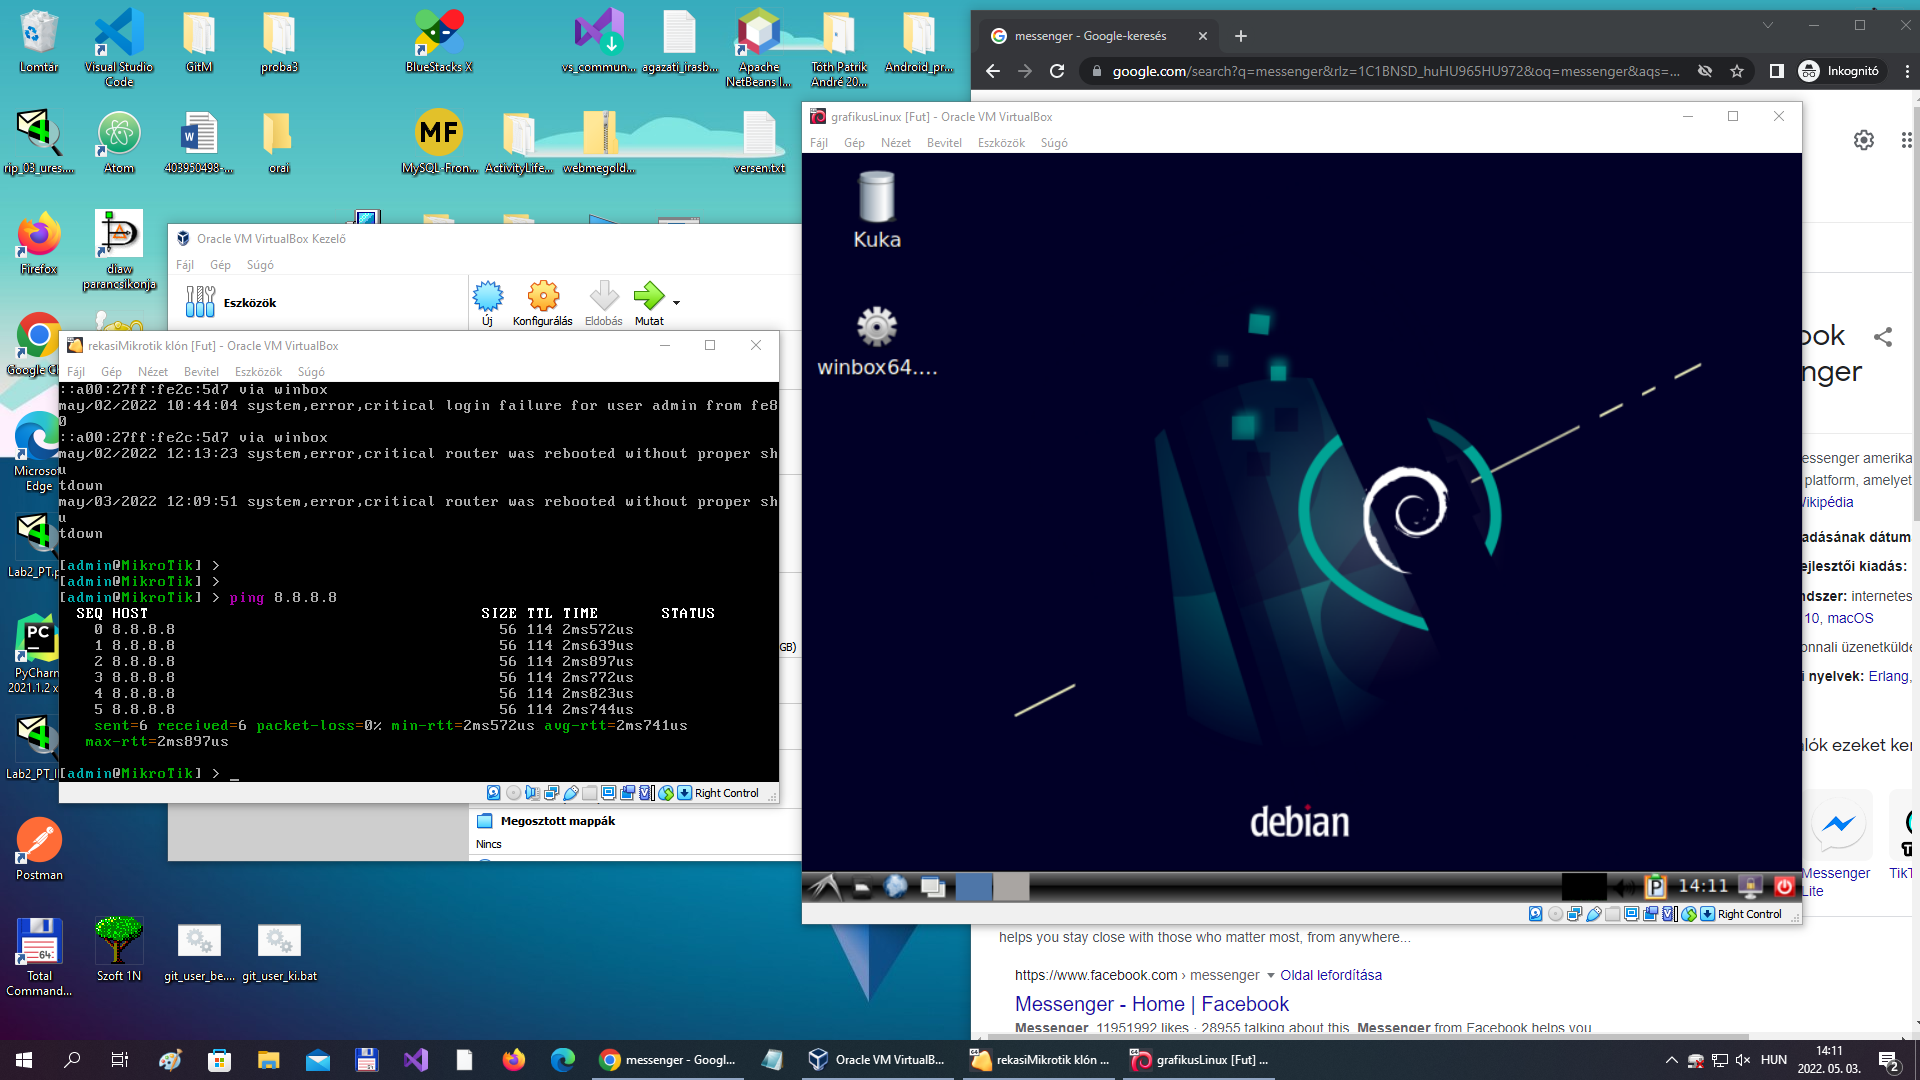 Lomtár
Visual Studio Code
GitM
proba3
BlueStacks X
vs_commun...
agazati_irasb...
Apache NetBeans I...
Tóth Patrik André 20...
Android_pr...
rip_03_ures....
Atom
403950498-...
orai
MySQL-Fron...
ActivityLife...
webmegold...
versen.txt
Firefox
diaw parancsikonja
Postman
Total Command...
Szoft 1N
git_user_be....
git_user_ki.bat
messenger - Google-keresés
google.com/search?q=messenger&rlz=1C1BNSD_huHU965HU972&oq=messenger&aqs=...
Inkognitó
Oracle VM VirtualBox Kezelő
Fájl Gép Súgó
Eszközök
Új Konfigurálás Eldobás Mutat
GB)
Megosztott mappák
Nincs
rekasiMikrotik klón [Fut] - Oracle VM VirtualBox
Fájl Gép Nézet Bevitel Eszközök Súgó
::a00:27ff:fe2c:5d7 via winbox
may/02/2022 10:44:04 system,error,critical login failure for user admin from fe8
0
::a00:27ff:fe2c:5d7 via winbox
may/02/2022 12:13:23 system,error,critical router was rebooted without proper sh
u
tdown
may/03/2022 12:09:51 system,error,critical router was rebooted without proper sh
u
tdown
[admin@MikroTik] >
[admin@MikroTik] >
[admin@MikroTik] > ping 8.8.8.8
SEQ HOST SIZE TTL TIME STATUS
0 8.8.8.8 56 114 2ms572us
1 8.8.8.8 56 114 2ms639us
2 8.8.8.8 56 114 2ms897us
3 8.8.8.8 56 114 2ms772us
4 8.8.8.8 56 114 2ms823us
5 8.8.8.8 56 114 2ms744us
sent=6 received=6 packet-loss=0% min-rtt=2ms572us avg-rtt=2ms741us
max-rtt=2ms897us
[admin@MikroTik] > _
Right Control
grafikusLinux [Fut] - Oracle VM VirtualBox
Fájl Gép Nézet Bevitel Eszközök Súgó
Kuka
winbox64....
debian
14:11
Right Control
ook
nger
essenger amerika
platform, amelyet
/ikipédia
adásának dátum
ejlesztői kiadás:
ndszer: internetes
10, macOS
onnali üzenetkülde
i nyelvek: Erlang,
lók ezeket ker
Messenger Lite
TikT
helps you stay close with those who matter most, from anywhere...
https://www.facebook.com › messenger Oldal lefordítása
Messenger - Home | Facebook
Messenger. 11951992 likes · 28955 talking about this. Messenger from Facebook helps you
Google C
Microso
Edge
Lab2_PT.p
PyCharm
2021.1.2 x
Lab2_PT_I
messenger - Googl...
Oracle VM VirtualB...
rekasiMikrotik klón ...
grafikusLinux [Fut] ...
HUN
14:11
2022. 05. 03.
2